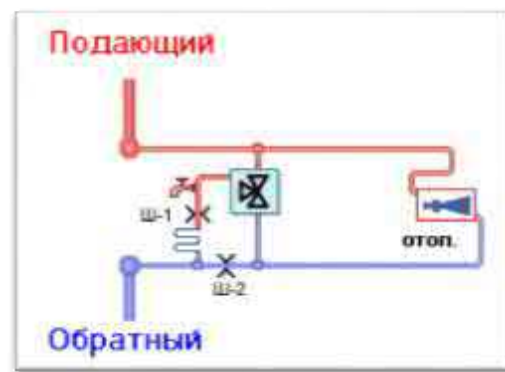 Подающий
Ш-1
отоп.
Ш-2
Обратный